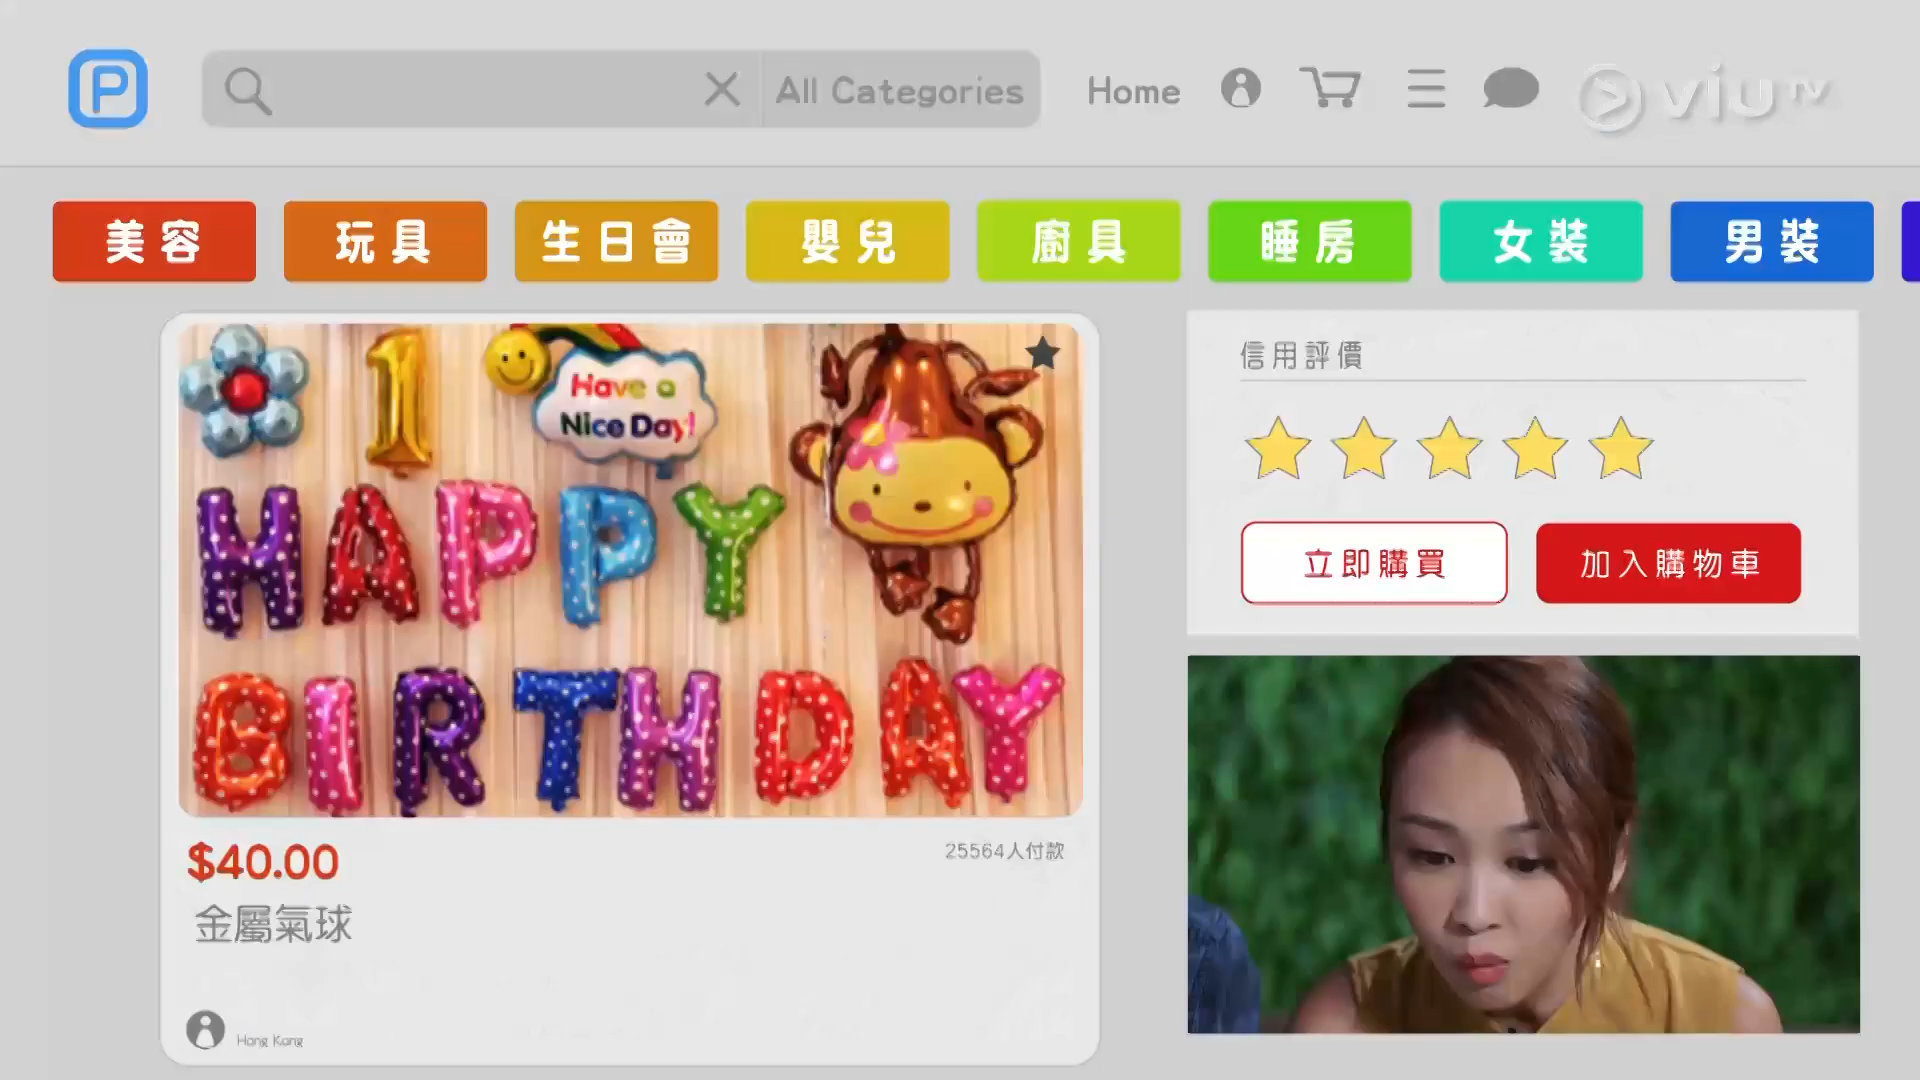 P
All Categories
Home
viu TV
美容
玩具
生日會
嬰兒
廚具
睡房
女裝
男裝
1
Have a
Nice Day!
HAPPY
BIRTHDAY
$40.00
25564人付款
金屬氣球
Hong Kong
信用評價
立即購買
加入購物車